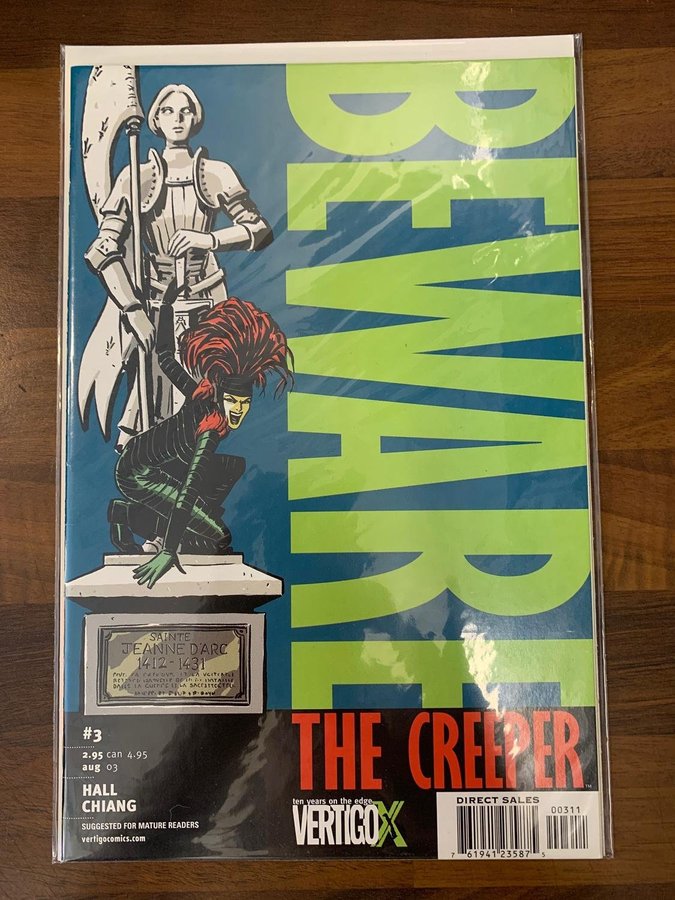 BEWARE
SAINTE
JEANNE D'ARC
1412-1431
#3
2.95 can 4.95
aug 03
HALL
CHIANG
SUGGESTED FOR MATURE READERS
vertigocomics.com
THE CREEPER
TM
ten years on the edge
VERTIGO X
DIRECT SALES
00311
7 61941 23587 5